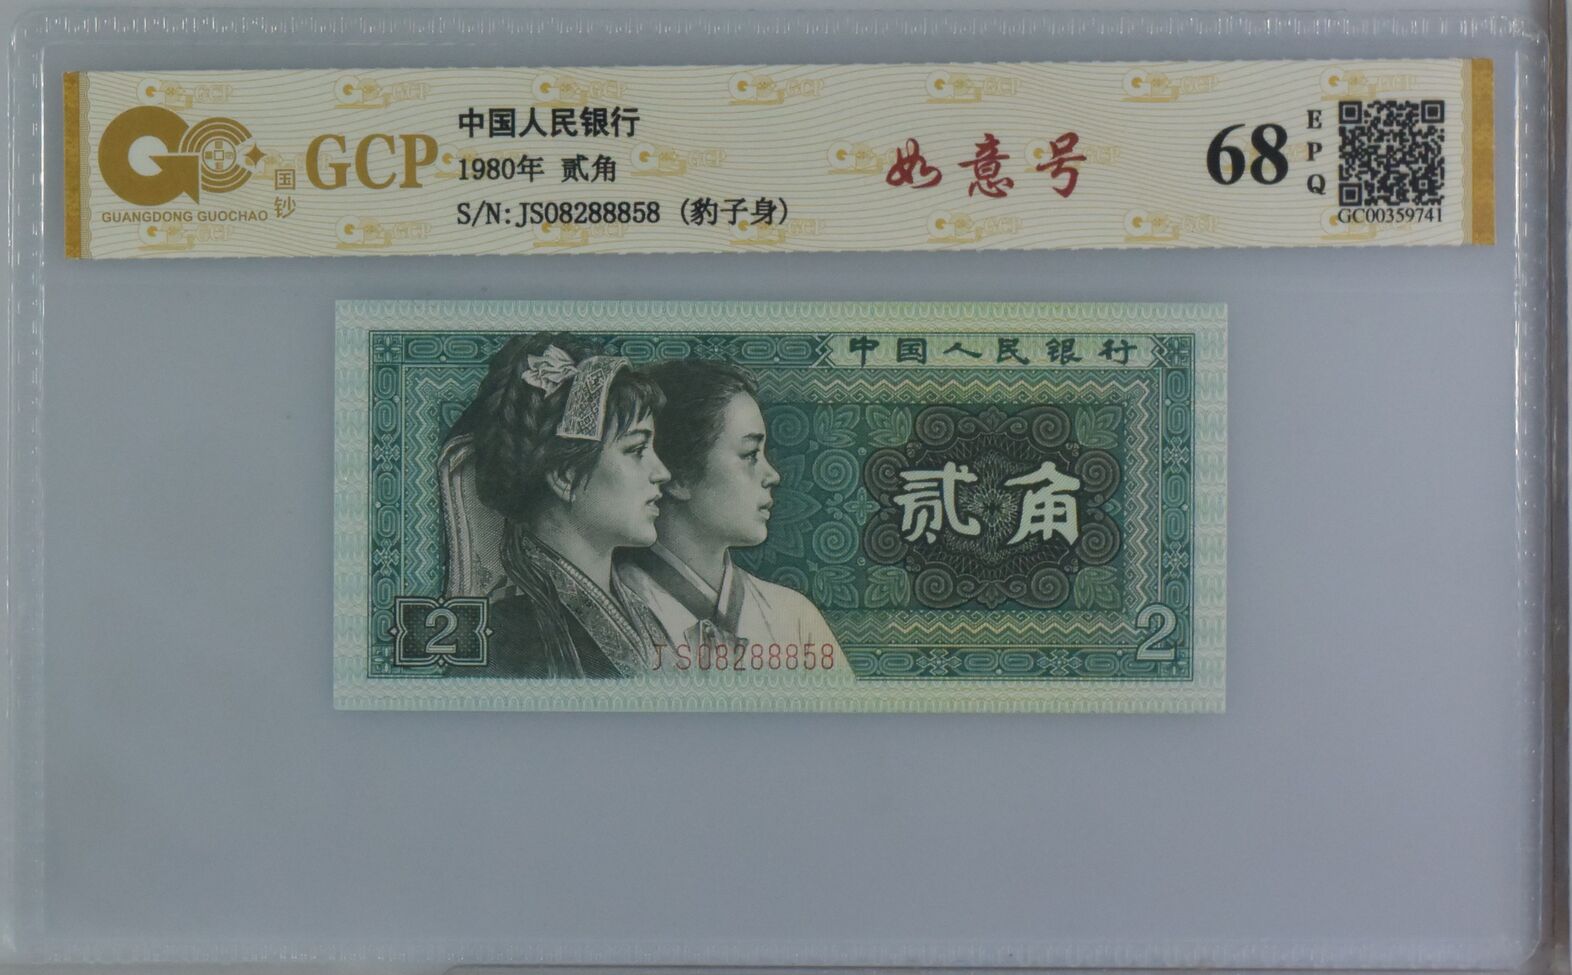 GCP
国钞
GUANGDONG GUOCHAO
中国人民银行
1980年 贰角
S/N:JS08288858 (豹子身)
如意号
68
EPQ
GC00359741
中国人民银行
贰角
2
2
JS08288858